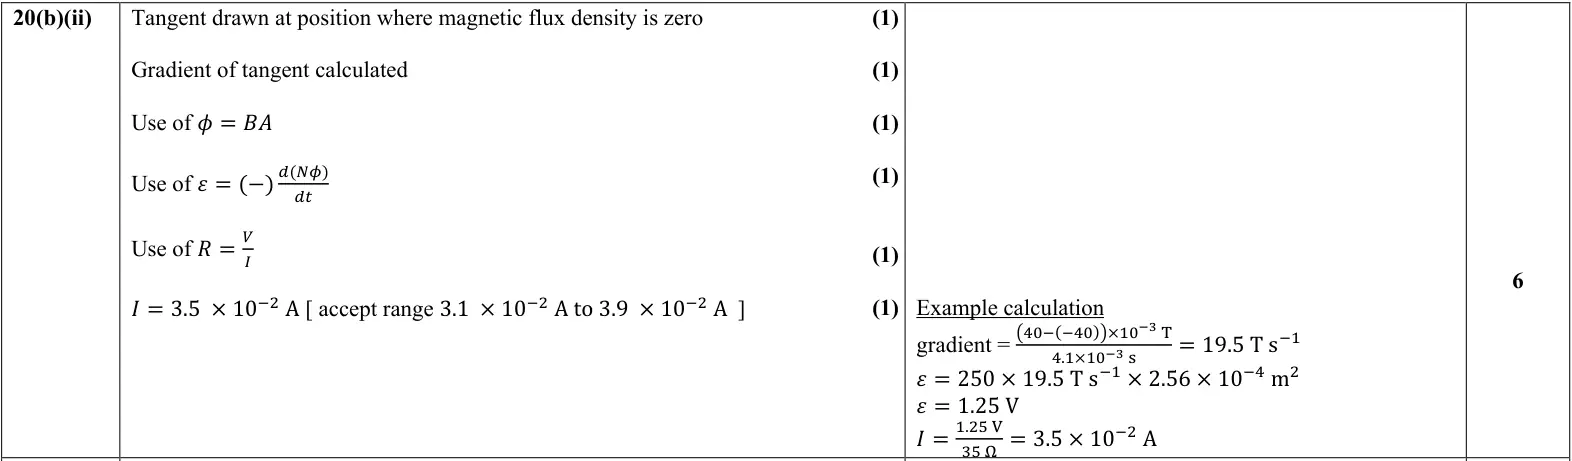 20(b)(ii) Tangent drawn at position where magnetic flux density is zero (1)
Gradient of tangent calculated (1)
Use of 𝜙 = 𝐵𝐴 (1)
Use of 𝜀 = (−) 𝑑(𝑁𝜙)/𝑑𝑡 (1)
Use of 𝑅 = 𝑉/𝐼 (1)
6
𝐼 = 3.5 × 10⁻² A [ accept range 3.1 × 10⁻² A to 3.9 × 10⁻² A ] (1)
Example calculation
gradient = (40−(−40))×10⁻³ T/4.1×10⁻³ s = 19.5 T s⁻¹
𝜀 = 250 × 19.5 T s⁻¹ × 2.56 × 10⁻⁴ m²
𝜀 = 1.25 V
𝐼 = 1.25 V/35 Ω = 3.5 × 10⁻² A